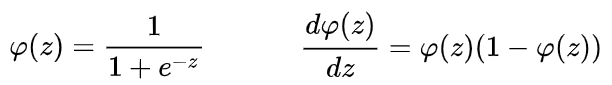 φ(z) = 1 / (1 + e^{-z})    dφ(z) / dz = φ(z)(1 − φ(z))